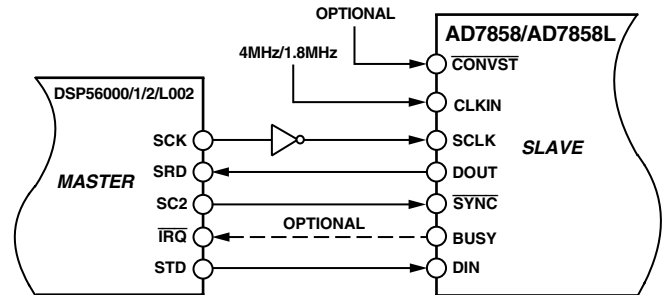 OPTIONAL
AD7858/AD7858L
4MHz/1.8MHz
CONVST
DSP56000/1/2/L002
CLKIN
SCK
SCLK
SLAVE
SRD
DOUT
MASTER
SC2
SYNC
OPTIONAL
IRQ
BUSY
STD
DIN